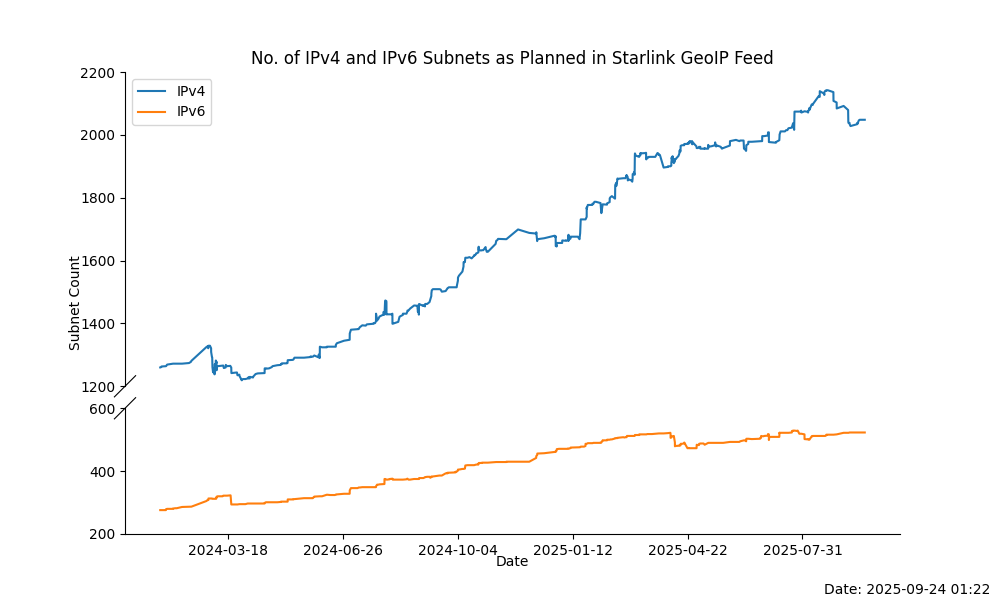 No. of IPv4 and IPv6 Subnets as Planned in Starlink GeoIP Feed
IPv4
IPv6
2200
2000
1800
1600
1400
1200
600
400
200
Subnet Count
2024-03-18
2024-06-26
2024-10-04
2025-01-12
2025-04-22
2025-07-31
Date
Date: 2025-09-24 01:22